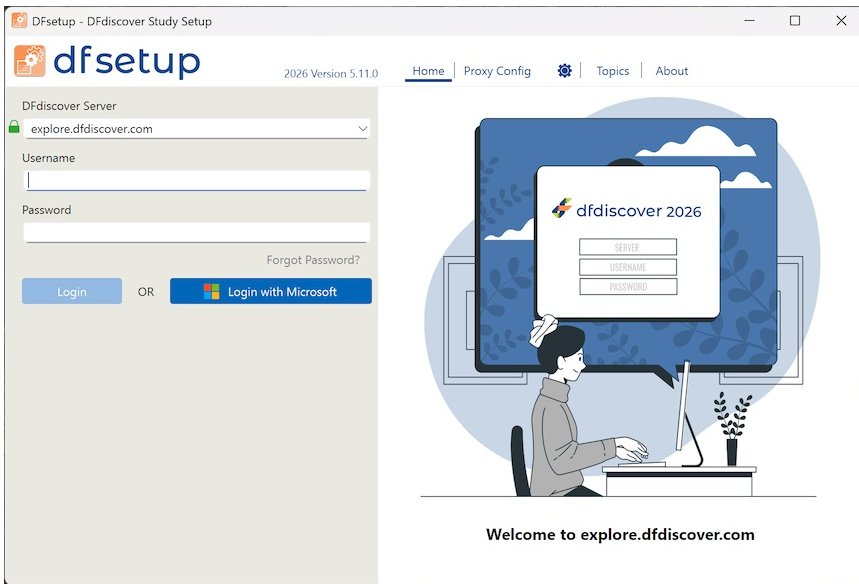 DFsetup - DFdiscover Study Setup
dfsetup
2026 Version 5.11.0
Home
Proxy Config
Topics
About
DFdiscover Server
explore.dfdiscover.com
Username
Password
Forgot Password?
Login
OR
Login with Microsoft
dfdiscover 2026
SERVER
USERNAME
PASSWORD
Welcome to explore.dfdiscover.com